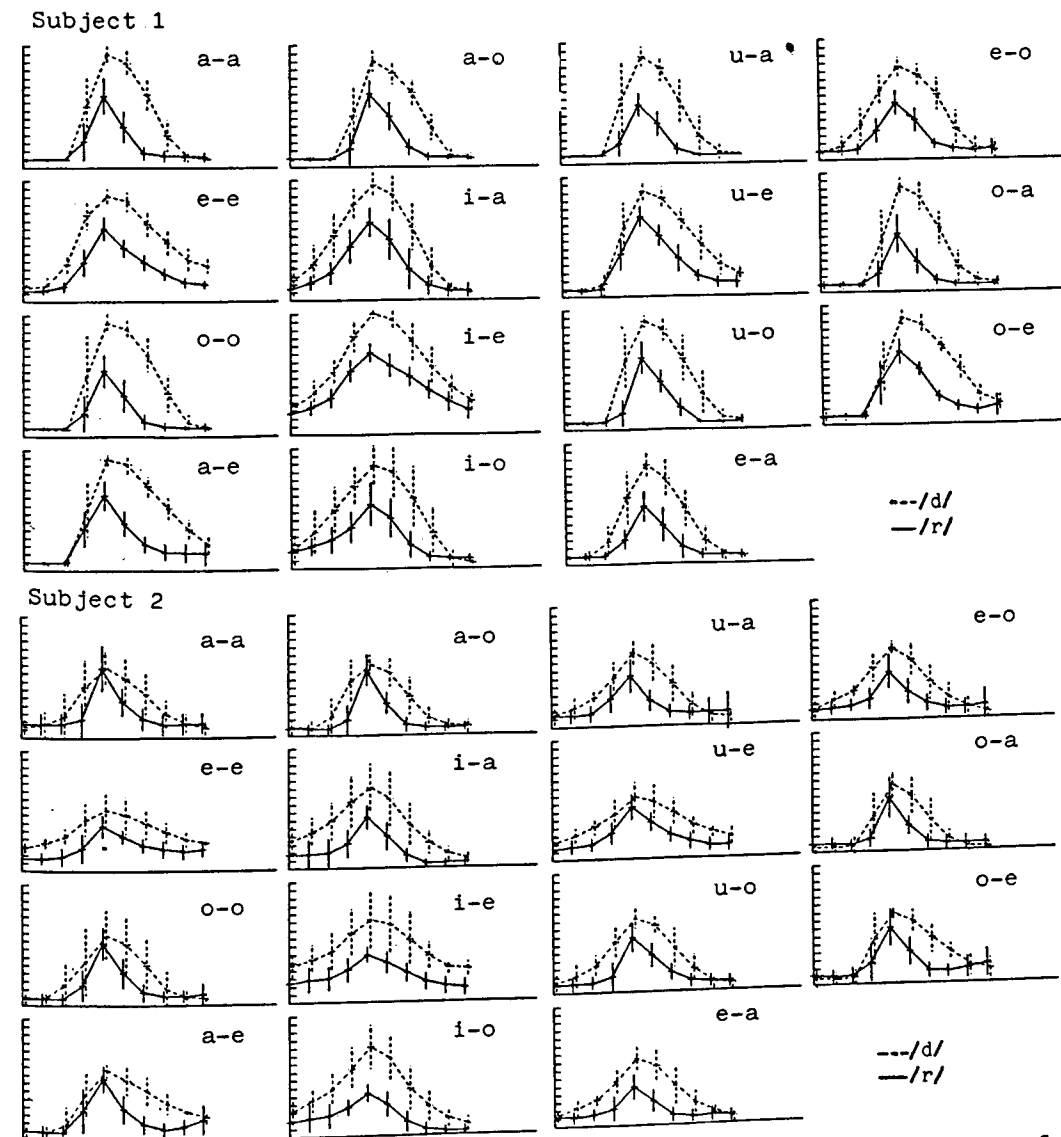 Subject 1
a-a a-o u-a e-o
e-e i-a u-e o-a
o-o i-e u-o o-e
a-e i-o e-a
---/d/
—/r/
Subject 2
a-a a-o u-a e-o
e-e i-a u-e o-a
o-o i-e u-o o-e
a-e i-o e-a
---/d/
—/r/